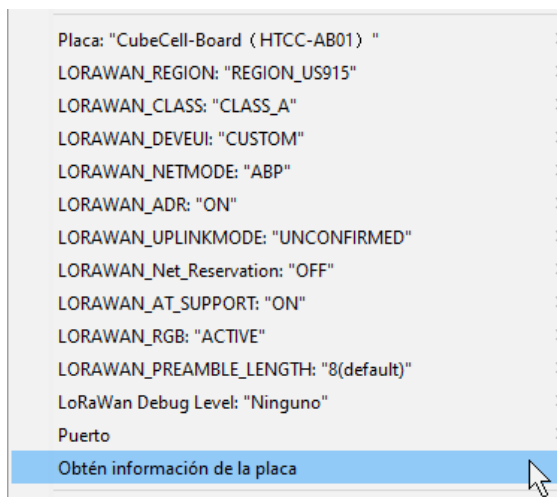 Placa: "CubeCell-Board（HTCC-AB01）"
LORAWAN_REGION: "REGION_US915"
LORAWAN_CLASS: "CLASS_A"
LORAWAN_DEVEUI: "CUSTOM"
LORAWAN_NETMODE: "ABP"
LORAWAN_ADR: "ON"
LORAWAN_UPLINKMODE: "UNCONFIRMED"
LORAWAN_Net_Reservation: "OFF"
LORAWAN_AT_SUPPORT: "ON"
LORAWAN_RGB: "ACTIVE"
LORAWAN_PREAMBLE_LENGTH: "8(default)"
LoRaWan Debug Level: "Ninguno"
Puerto
Obtén información de la placa